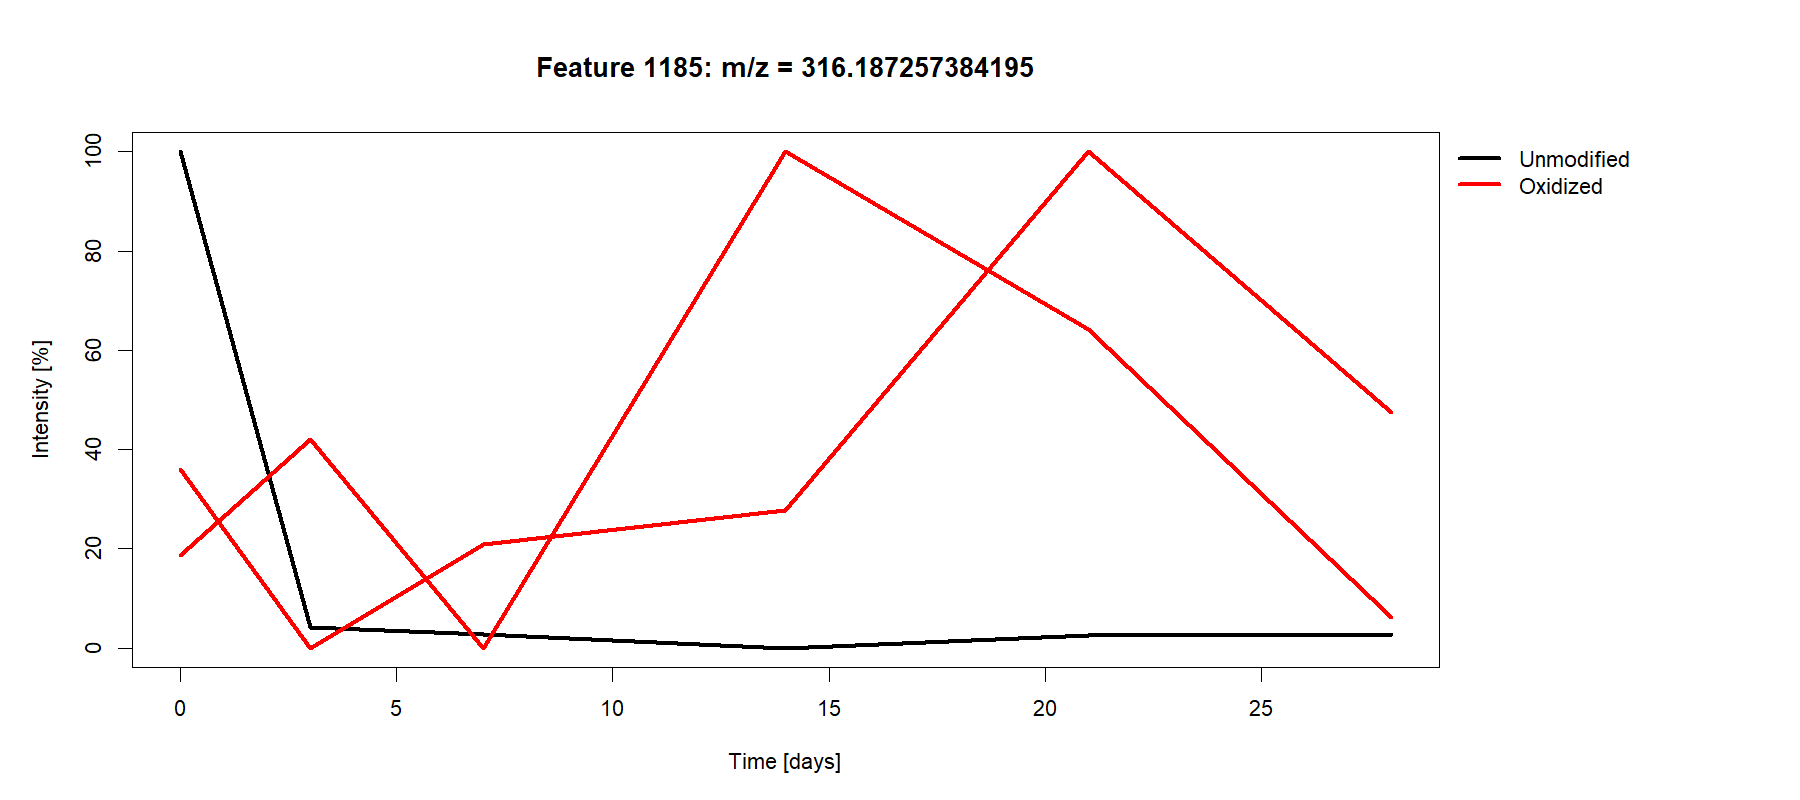 Feature 1185: m/z = 316.187257384195
Unmodified
Oxidized
100
80
60
40
20
0
Intensity [%]
0 5 10 15 20 25
Time [days]